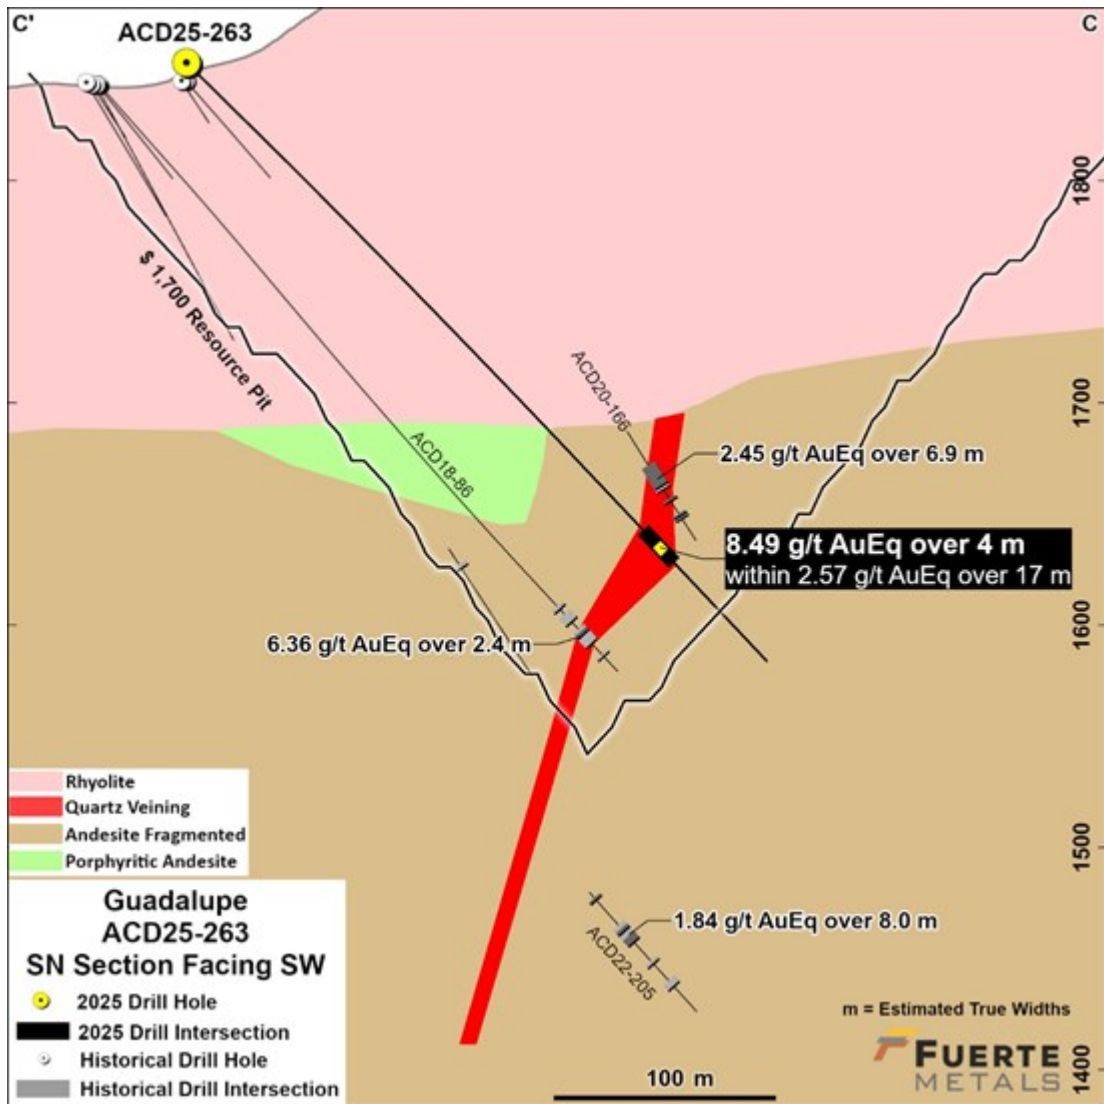 C'
C
ACD25-263
1800
$ 1,700 Resource Pit
ACD20-166
1700
ACD18-86
2.45 g/t AuEq over 6.9 m
8.49 g/t AuEq over 4 m
within 2.57 g/t AuEq over 17 m
1600
6.36 g/t AuEq over 2.4 m
Rhyolite
Quartz Veining
Andesite Fragmented
Porphyritic Andesite
1500
Guadalupe
ACD25-263
SN Section Facing SW
2025 Drill Hole
2025 Drill Intersection
Historical Drill Hole
Historical Drill Intersection
1.84 g/t AuEq over 8.0 m
ACD22-205
m = Estimated True Widths
FUERTE
METALS
1400
100 m